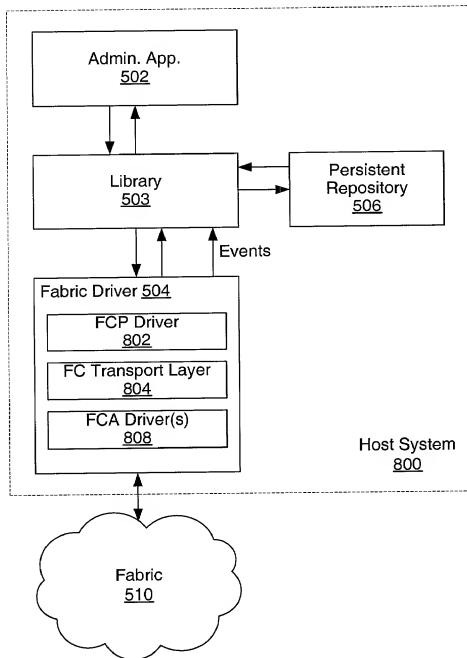 Admin. App.
502
Library
503
Persistent
Repository
506
Events
Fabric Driver 504
FCP Driver
802
FC Transport Layer
804
FCA Driver(s)
808
Host System
800
Fabric
510